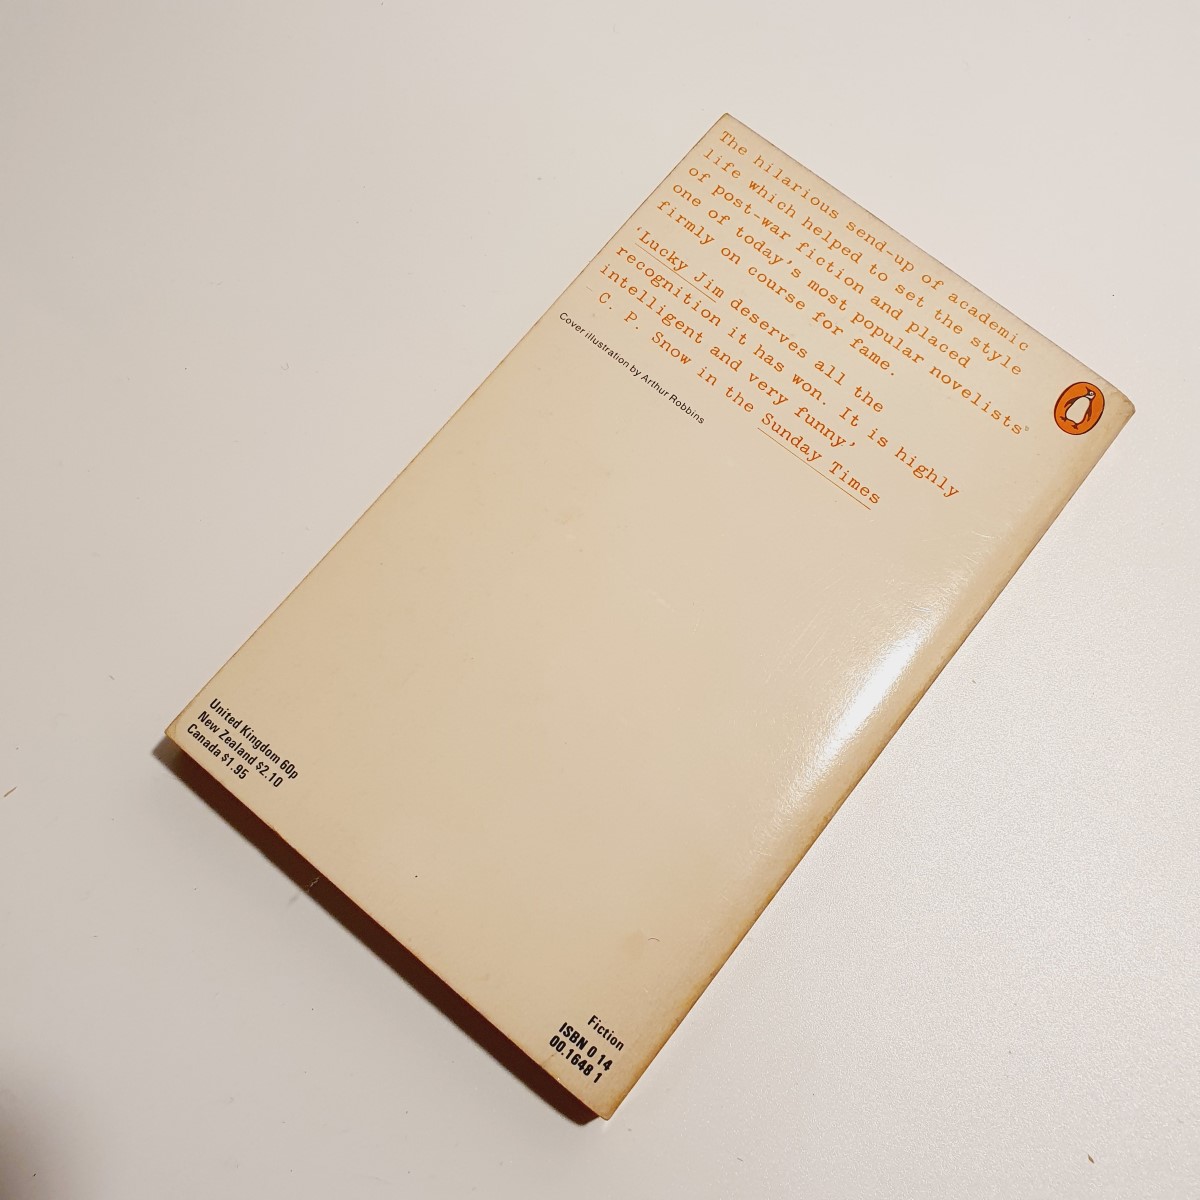 The hilarious send-up of academic
life which helped to set the style
of post-war fiction and placed
one of today's most popular novelists
firmly on course for fame.
'Lucky Jim deserves all the
recognition it has won. It is highly
intelligent and very funny'
– C. P. Snow in the Sunday Times
Cover illustration by Arthur Robbins
United Kingdom 60p
New Zealand $2.10
Canada $1.95
Fiction
ISBN 0 14
00.1648 1